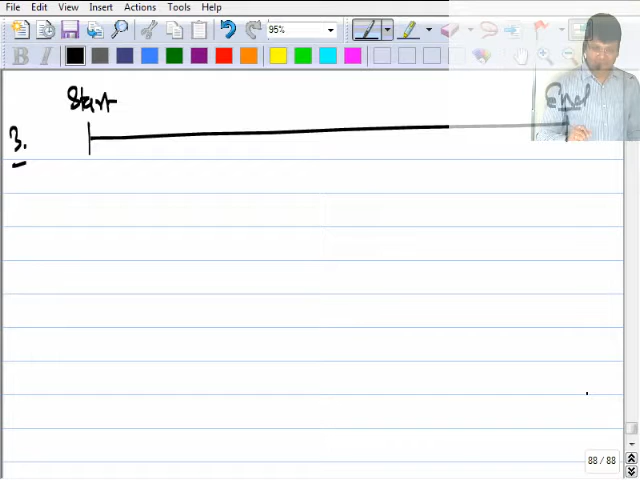 File Edit View Insert Actions Tools Help
95%
B I
Start
End
3.
88 / 88